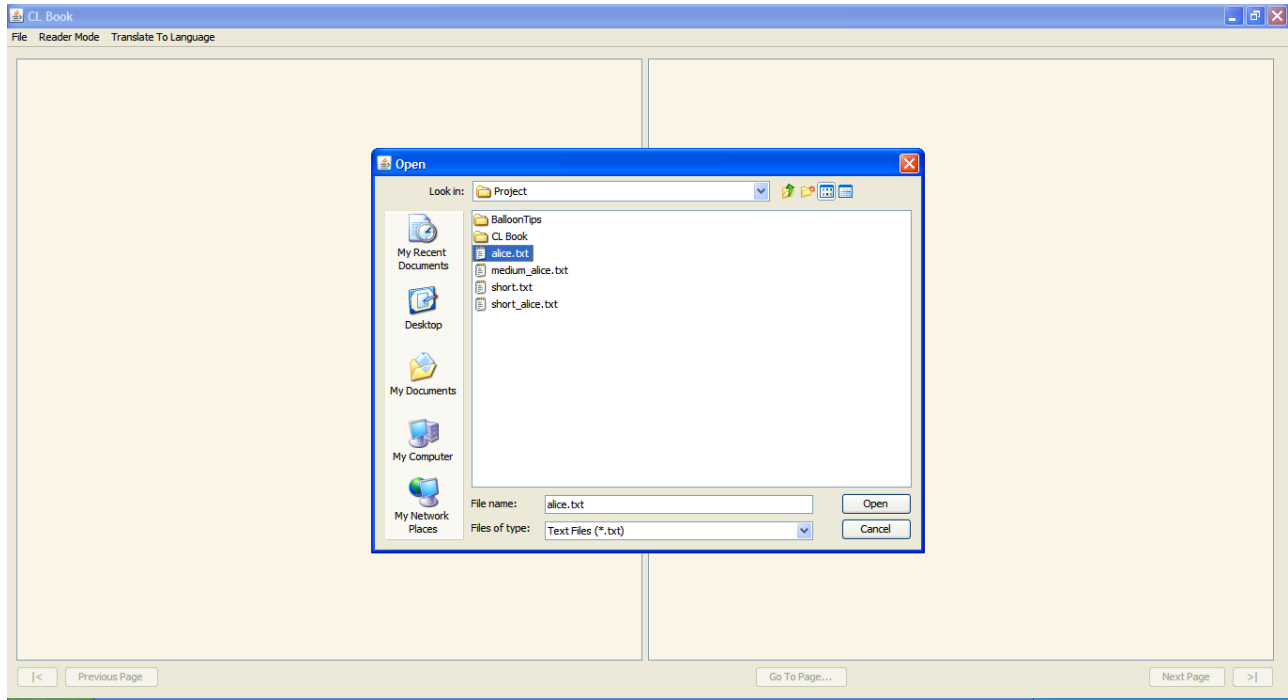 CL Book
File Reader Mode Translate To Language
Open
Look in: Project
BalloonTips
CL Book
alice.txt
medium_alice.txt
short.txt
short_alice.txt
My Recent
Documents
Desktop
My Documents
My Computer
My Network
Places
File name: alice.txt Open
Files of type: Text Files (*.txt) Cancel
|< Previous Page Go To Page... Next Page >|